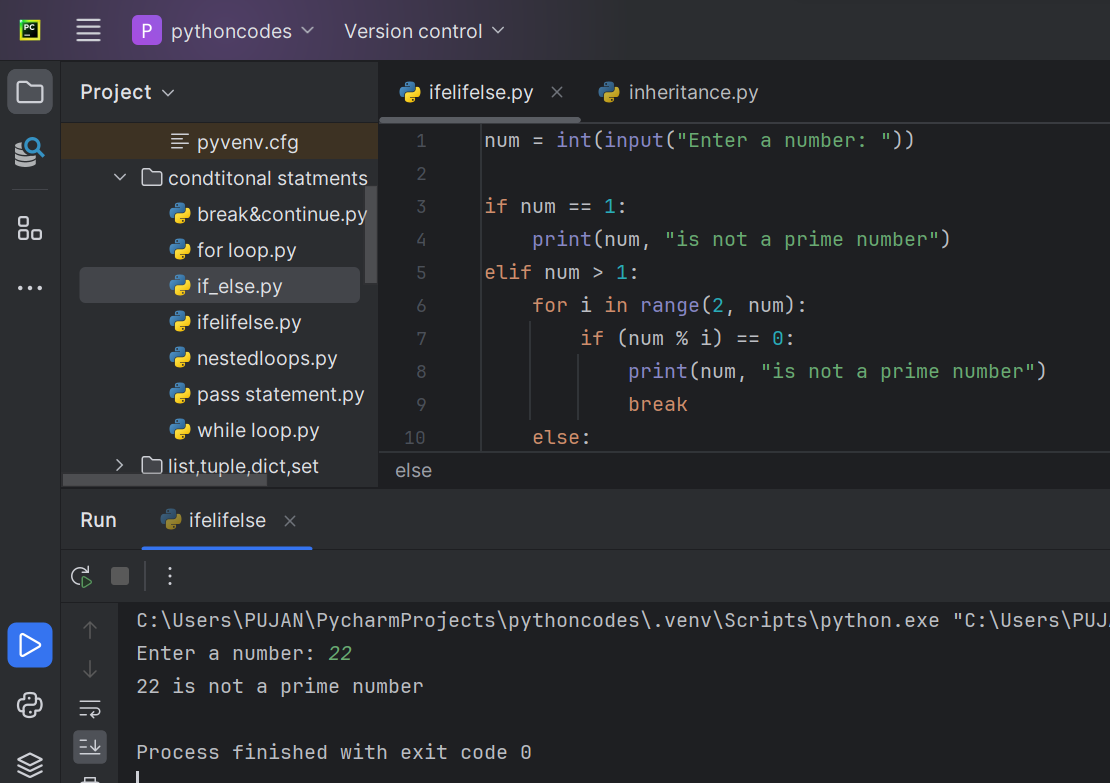 PC
P pythoncodes Version control
Project
pyvenv.cfg
condtitonal statments
break&continue.py
for loop.py
if_else.py
ifelifelse.py
nestedloops.py
pass statement.py
while loop.py
list,tuple,dict,set
ifelifelse.py inheritance.py
1 num = int(input("Enter a number: "))
2
3 if num == 1:
4     print(num, "is not a prime number")
5 elif num > 1:
6     for i in range(2, num):
7         if (num % i) == 0:
8             print(num, "is not a prime number")
9             break
10     else:
else
Run ifelifelse
C:\Users\PUJAN\PycharmProjects\pythoncodes\.venv\Scripts\python.exe "C:\Users\PUJ
Enter a number: 22
22 is not a prime number
Process finished with exit code 0